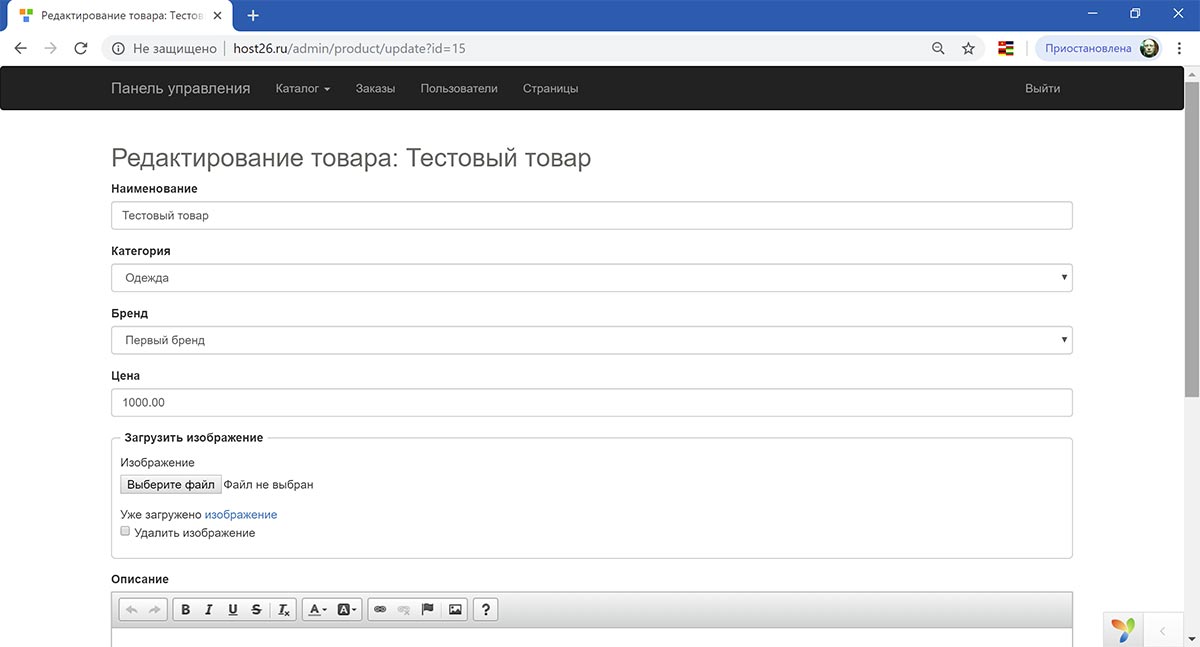 Редактирование товара: Тестов
Не защищено host26.ru/admin/product/update?id=15 Приостановлена
Панель управления Каталог Заказы Пользователи Страницы Выйти
Редактирование товара: Тестовый товар
Наименование
Тестовый товар
Категория
Одежда
Бренд
Первый бренд
Цена
1000.00
Загрузить изображение
Изображение
Выберите файл Файл не выбран
Уже загружено изображение
Удалить изображение
Описание
B I U S Ix A A ?